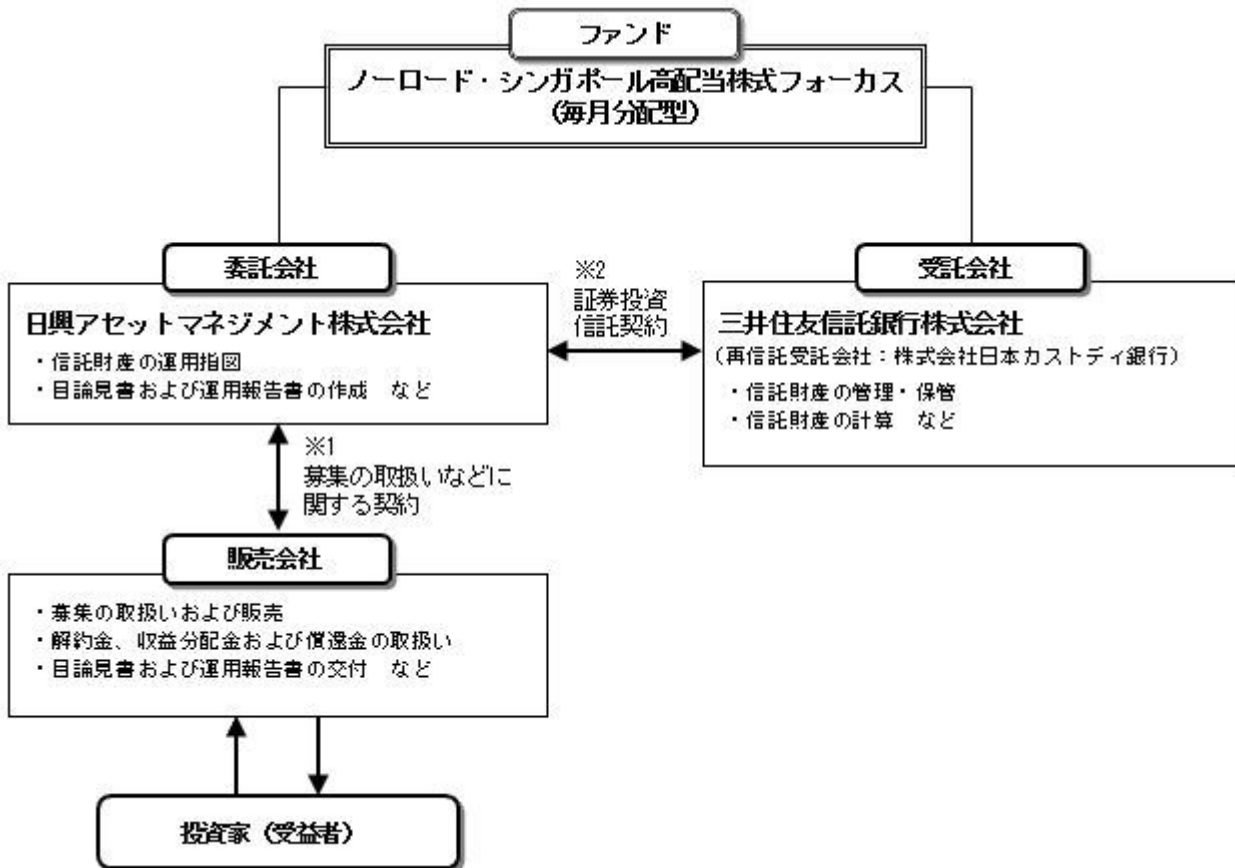 ファンド
ノーロード・シンガポール高配当株式フォーカス
(毎月分配型)
委託会社
日興アセットマネジメント株式会社
・信託財産の運用指図
・目論見書および運用報告書の作成 など
※2
証券投資
信託契約
受託会社
三井住友信託銀行株式会社
(再信託受託会社：株式会社日本カストディ銀行)
・信託財産の管理・保管
・信託財産の計算 など
※1
募集の取扱いなどに
関する契約
販売会社
・募集の取扱いおよび販売
・解約金、収益分配金および償還金の取扱い
・目論見書および運用報告書の交付 など
投資家（受益者）